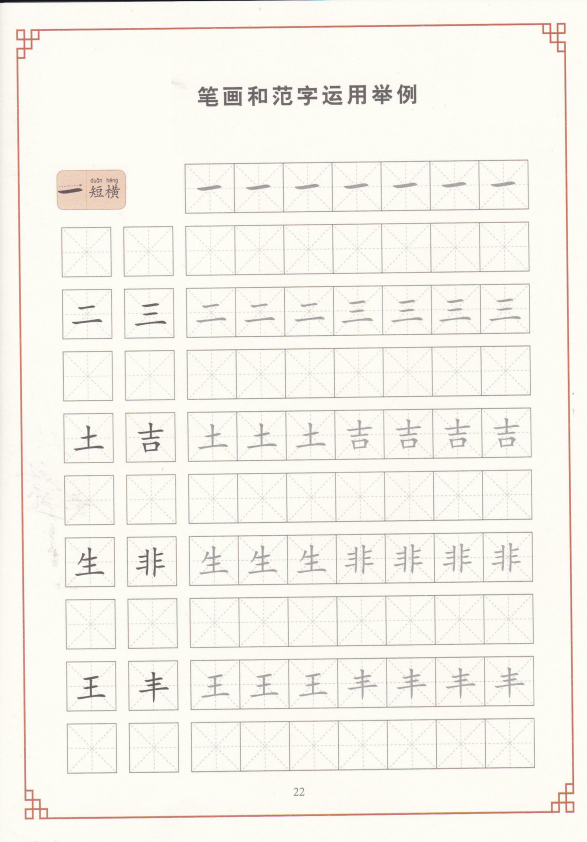 笔画和范字运用举例
duǎn héng
一 短横 一 一 一 一 一 一 一
二 三 二 二 二 三 三 三 三
土 吉 土 土 土 吉 吉 吉 吉
生 非 生 生 生 非 非 非 非
王 丰 王 王 王 丰 丰 丰 丰
22